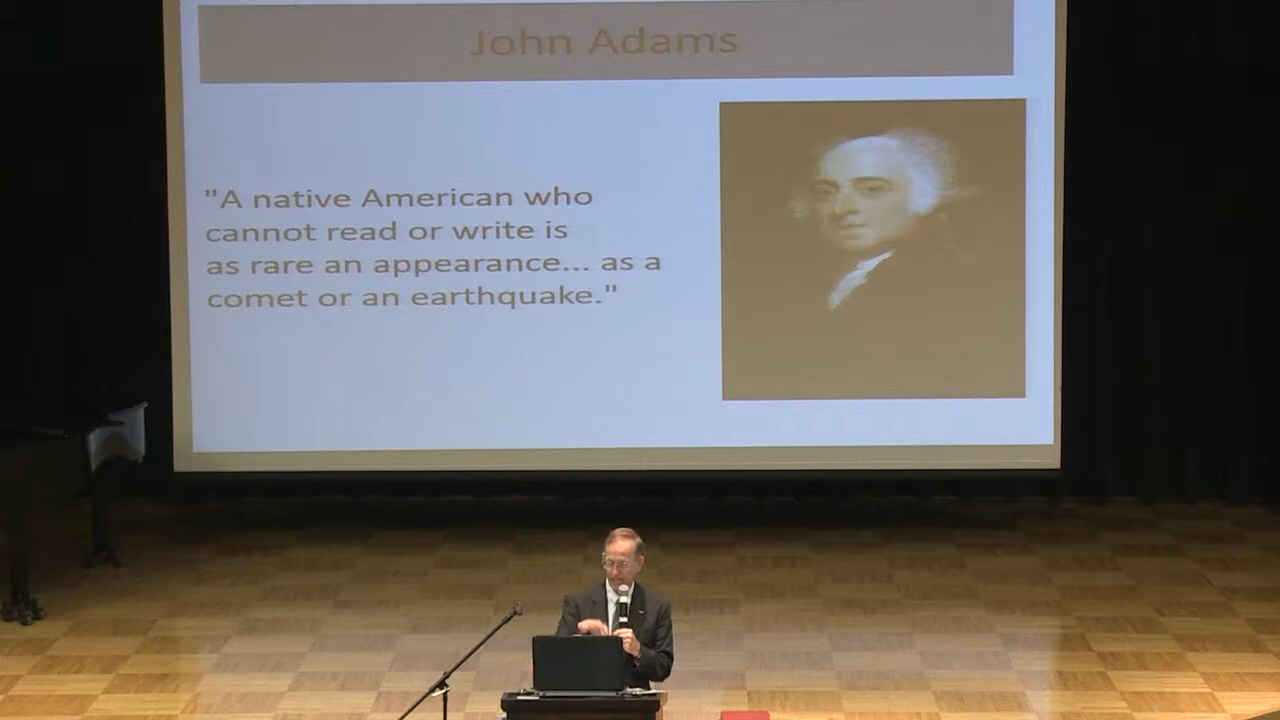 John Adams
"A native American who
cannot read or write is
as rare an appearance... as a
comet or an earthquake."